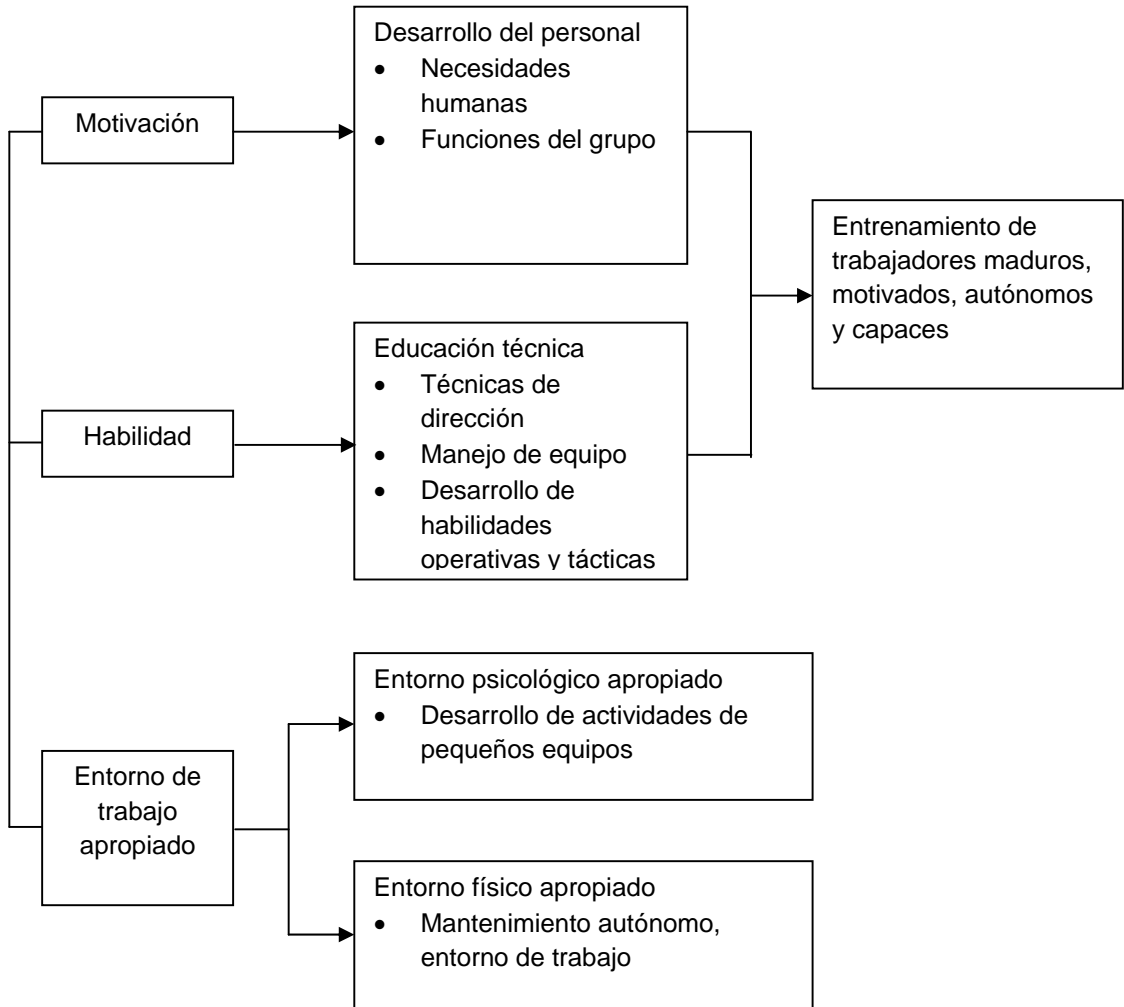 Desarrollo del personal
• Necesidades
humanas
• Funciones del grupo
Motivación
Entrenamiento de
trabajadores maduros,
motivados, autónomos
y capaces
Educación técnica
• Técnicas de
dirección
• Manejo de equipo
• Desarrollo de
habilidades
operativas y tácticas
Habilidad
Entorno psicológico apropiado
• Desarrollo de actividades de
pequeños equipos
Entorno de
trabajo
apropiado
Entorno físico apropiado
• Mantenimiento autónomo,
entorno de trabajo